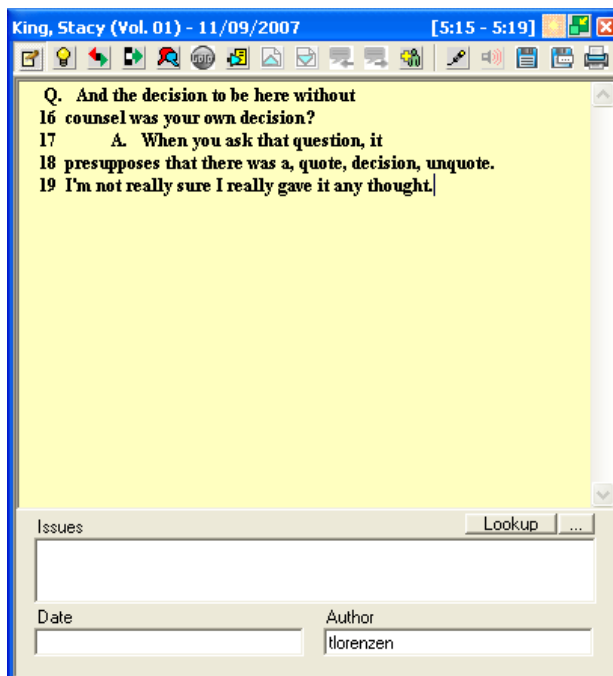 King, Stacy (Vol. 01) - 11/09/2007 [5:15 - 5:19]
Q. And the decision to be here without
16 counsel was your own decision?
17 A. When you ask that question, it
18 presupposes that there was a, quote, decision, unquote.
19 I'm not really sure I really gave it any thought.
Issues Lookup ...
Date Author
tlorenzen